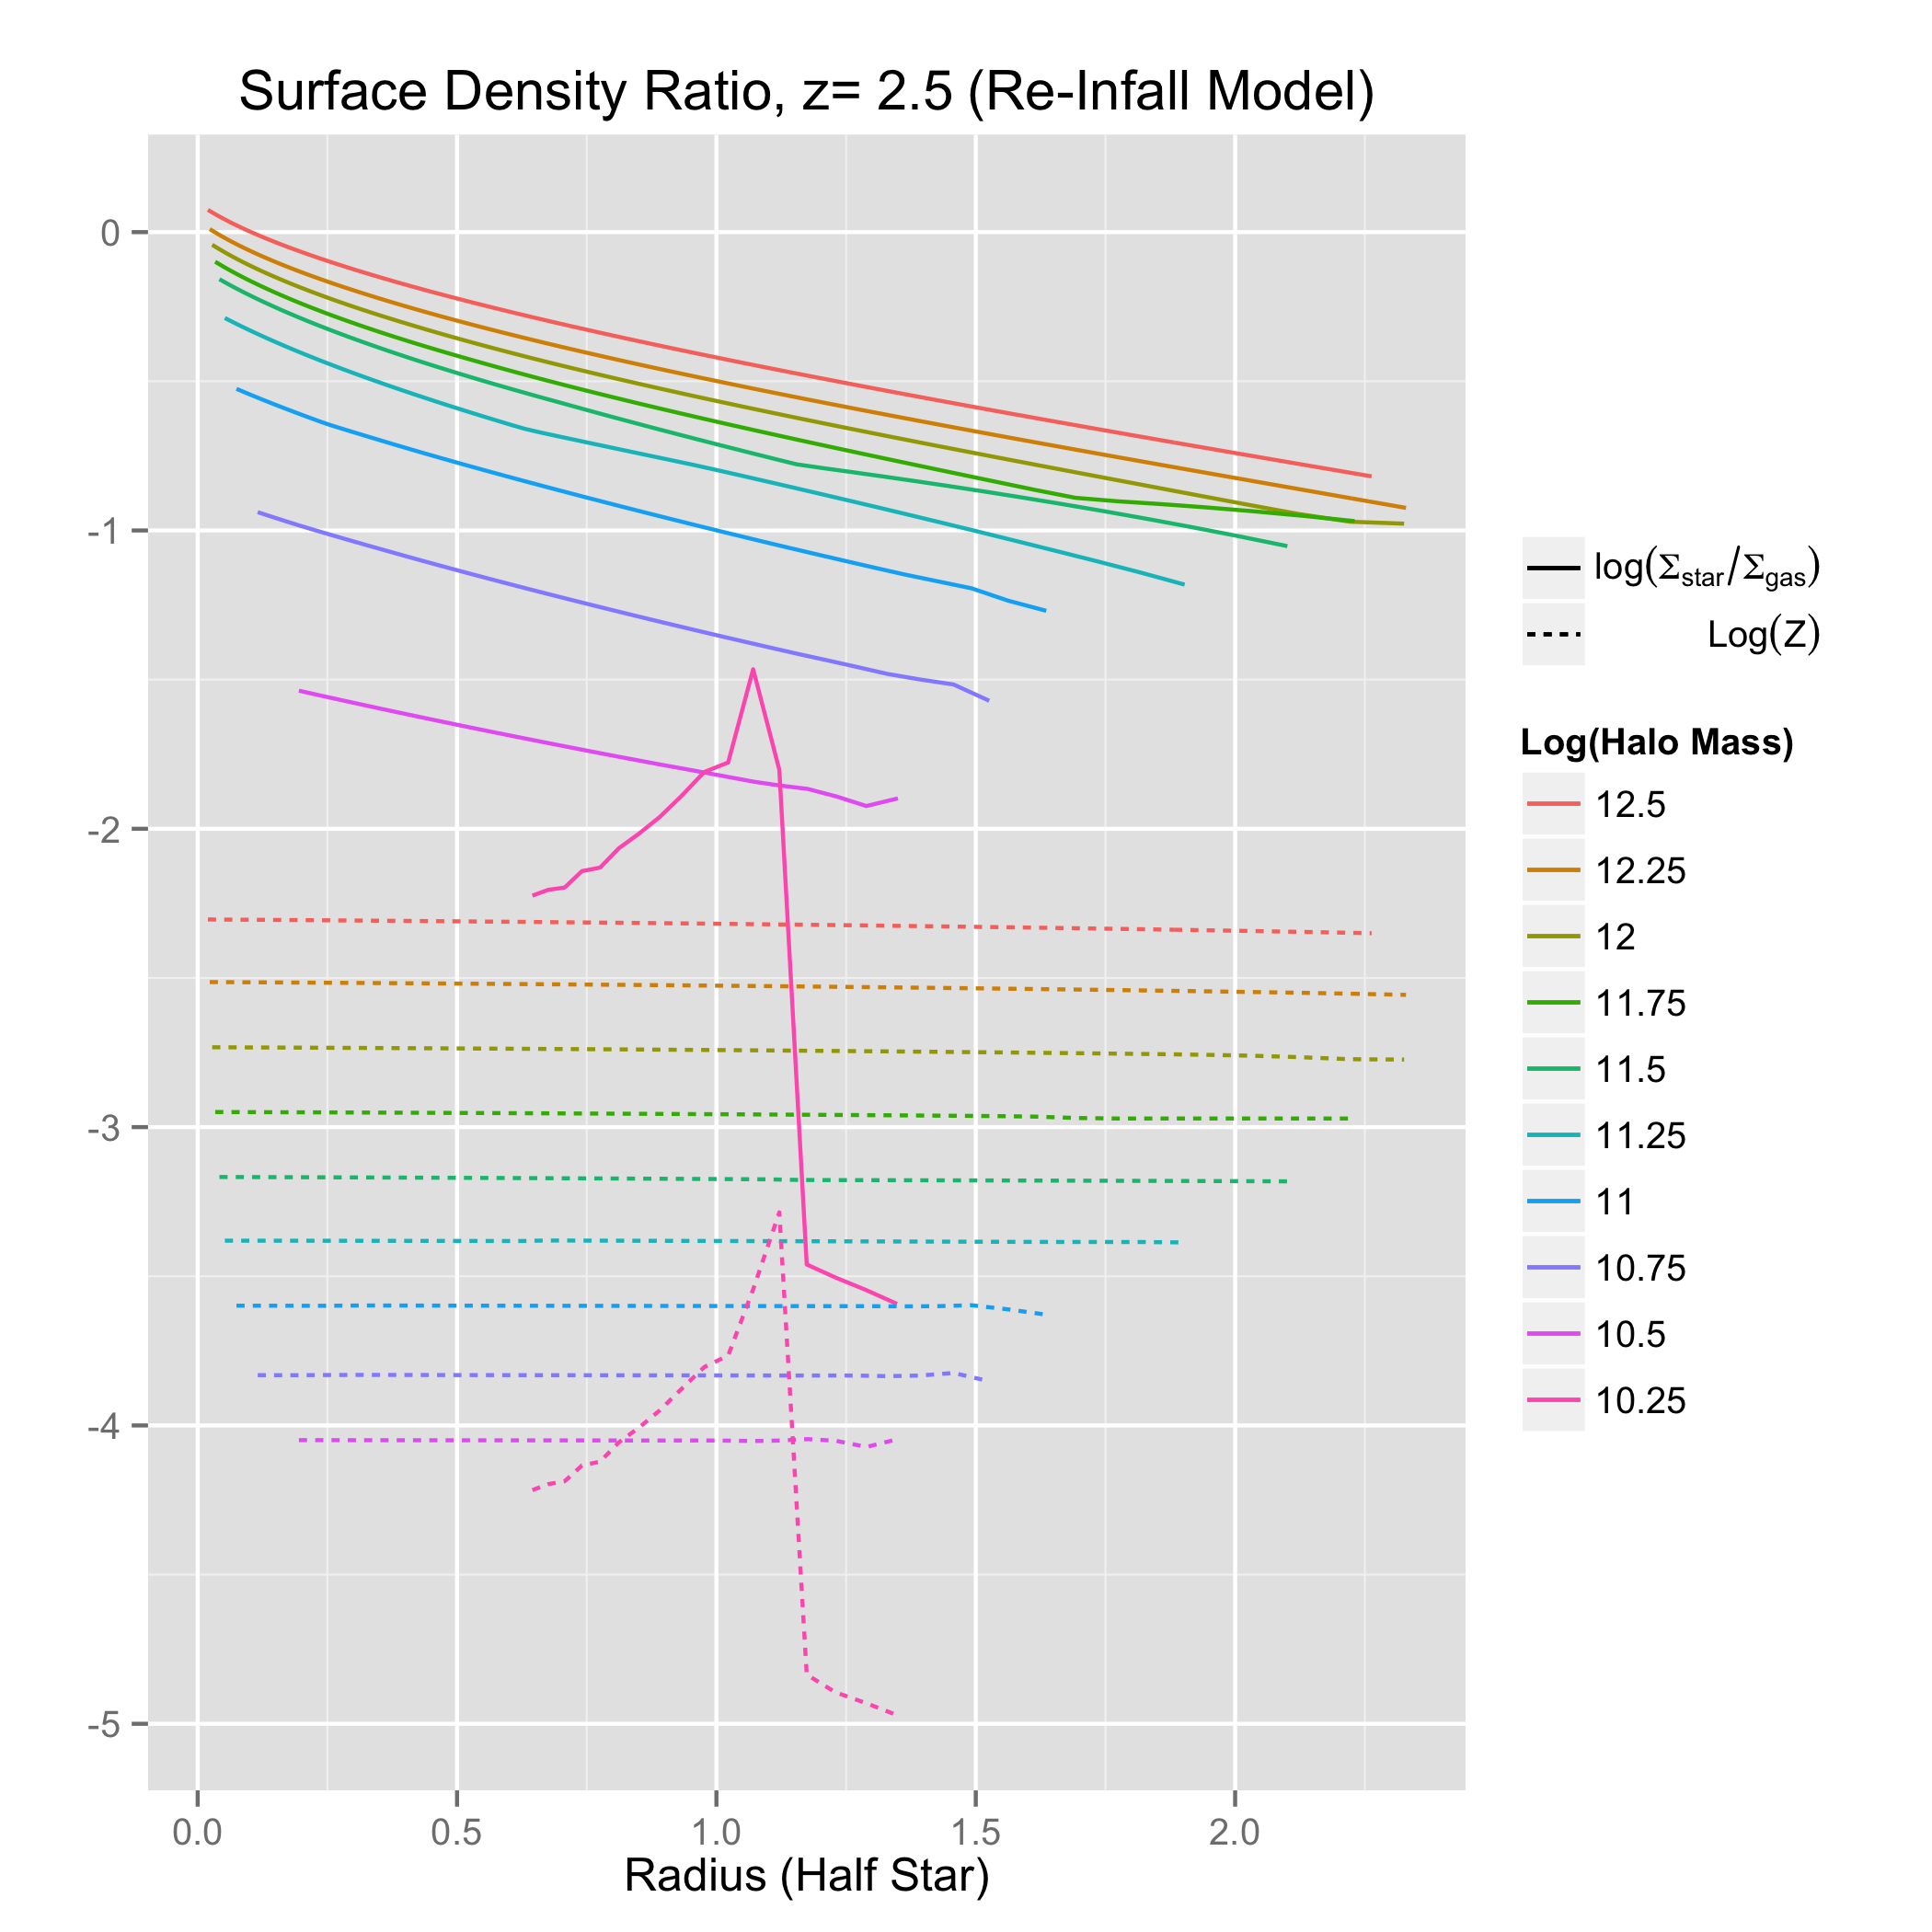 Surface Density Ratio, z= 2.5 (Re-Infall Model)
0
-1
-2
-3
-4
-5
0.0 0.5 1.0 1.5 2.0
Radius (Half Star)
log(Σstar/Σgas)
Log(Z)
Log(Halo Mass)
12.5
12.25
12
11.75
11.5
11.25
11
10.75
10.5
10.25